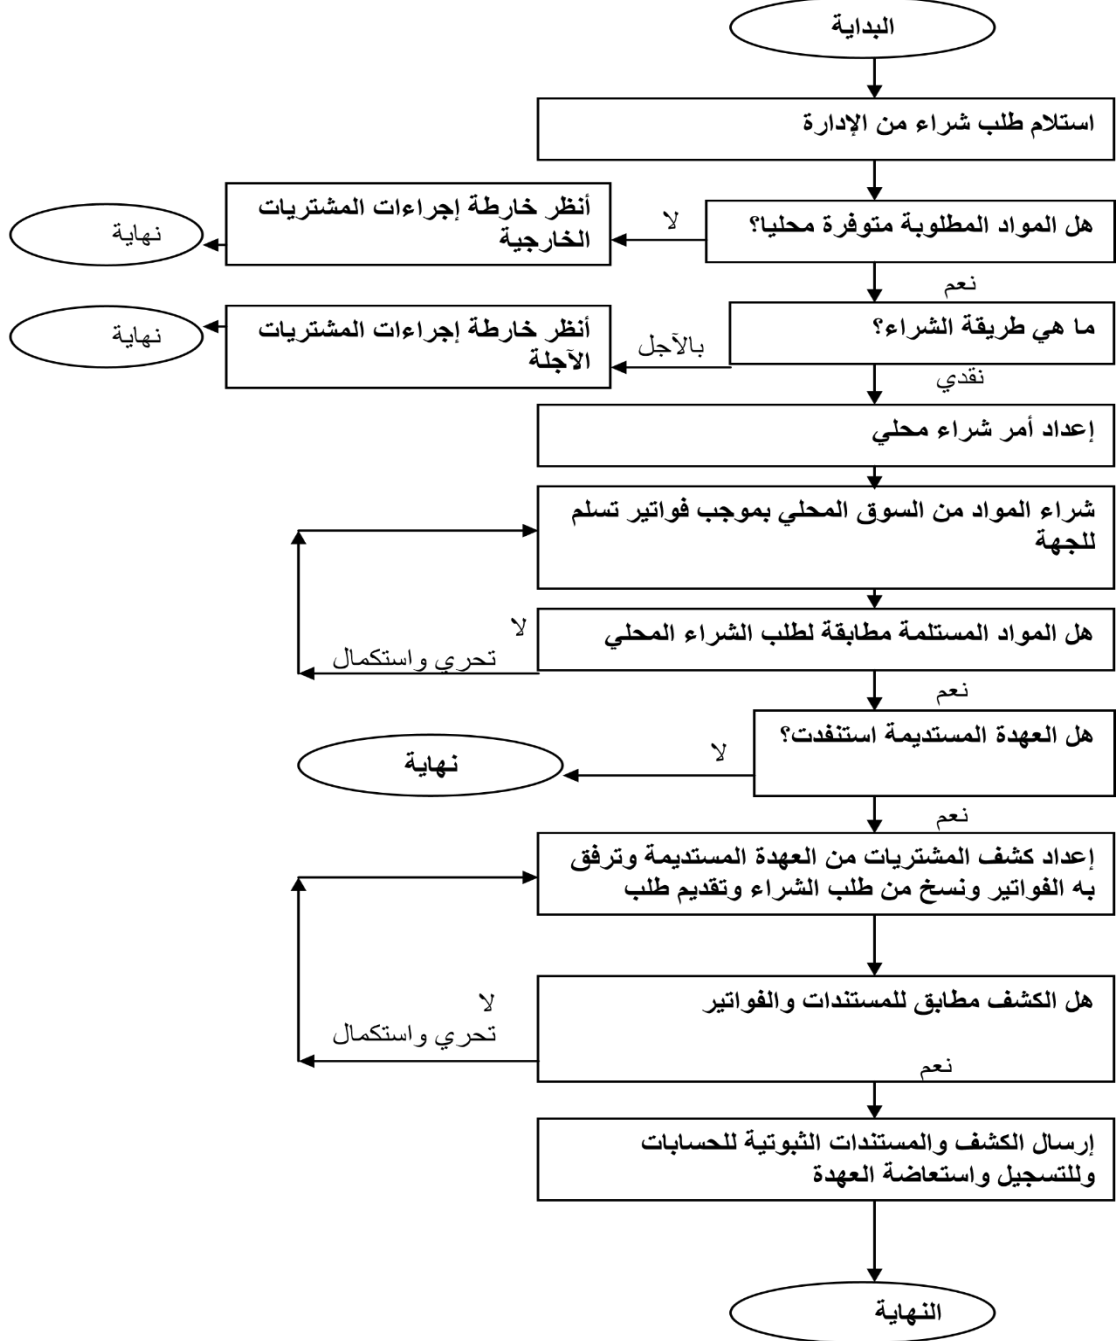 البداية
استلام طلب شراء من الإدارة
هل المواد المطلوبة متوفرة محليا؟
لا
أنظر خارطة إجراءات المشتريات
الخارجية
نهاية
نعم
ما هي طريقة الشراء؟
بالآجل
أنظر خارطة إجراءات المشتريات
الآجلة
نهاية
نقدي
إعداد أمر شراء محلي
شراء المواد من السوق المحلي بموجب فواتير تسلم
للجهة
هل المواد المستلمة مطابقة لطلب الشراء المحلي
لا
تحري واستكمال
نعم
هل العهدة المستديمة استنفدت؟
لا
نهاية
نعم
إعداد كشف المشتريات من العهدة المستديمة وترفق
به الفواتير ونسخ من طلب الشراء وتقديم طلب
هل الكشف مطابق للمستندات والفواتير
لا
تحري واستكمال
نعم
إرسال الكشف والمستندات الثبوتية للحسابات
وللتسجيل واستعاضة العهدة
النهاية